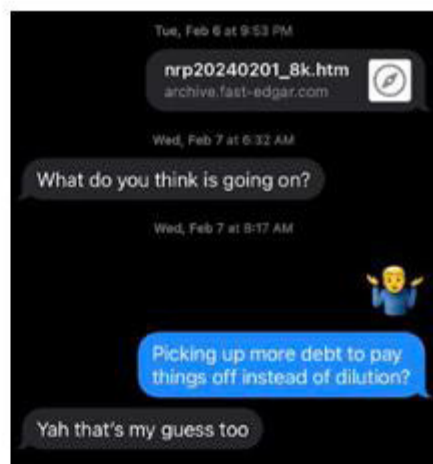 Tue, Feb 6 at 9:53 PM
nrp20240201_8k.htm
archive.fast-edgar.com
Wed, Feb 7 at 6:32 AM
What do you think is going on?
Wed, Feb 7 at 8:17 AM
Picking up more debt to pay
things off instead of dilution?
Yah that's my guess too